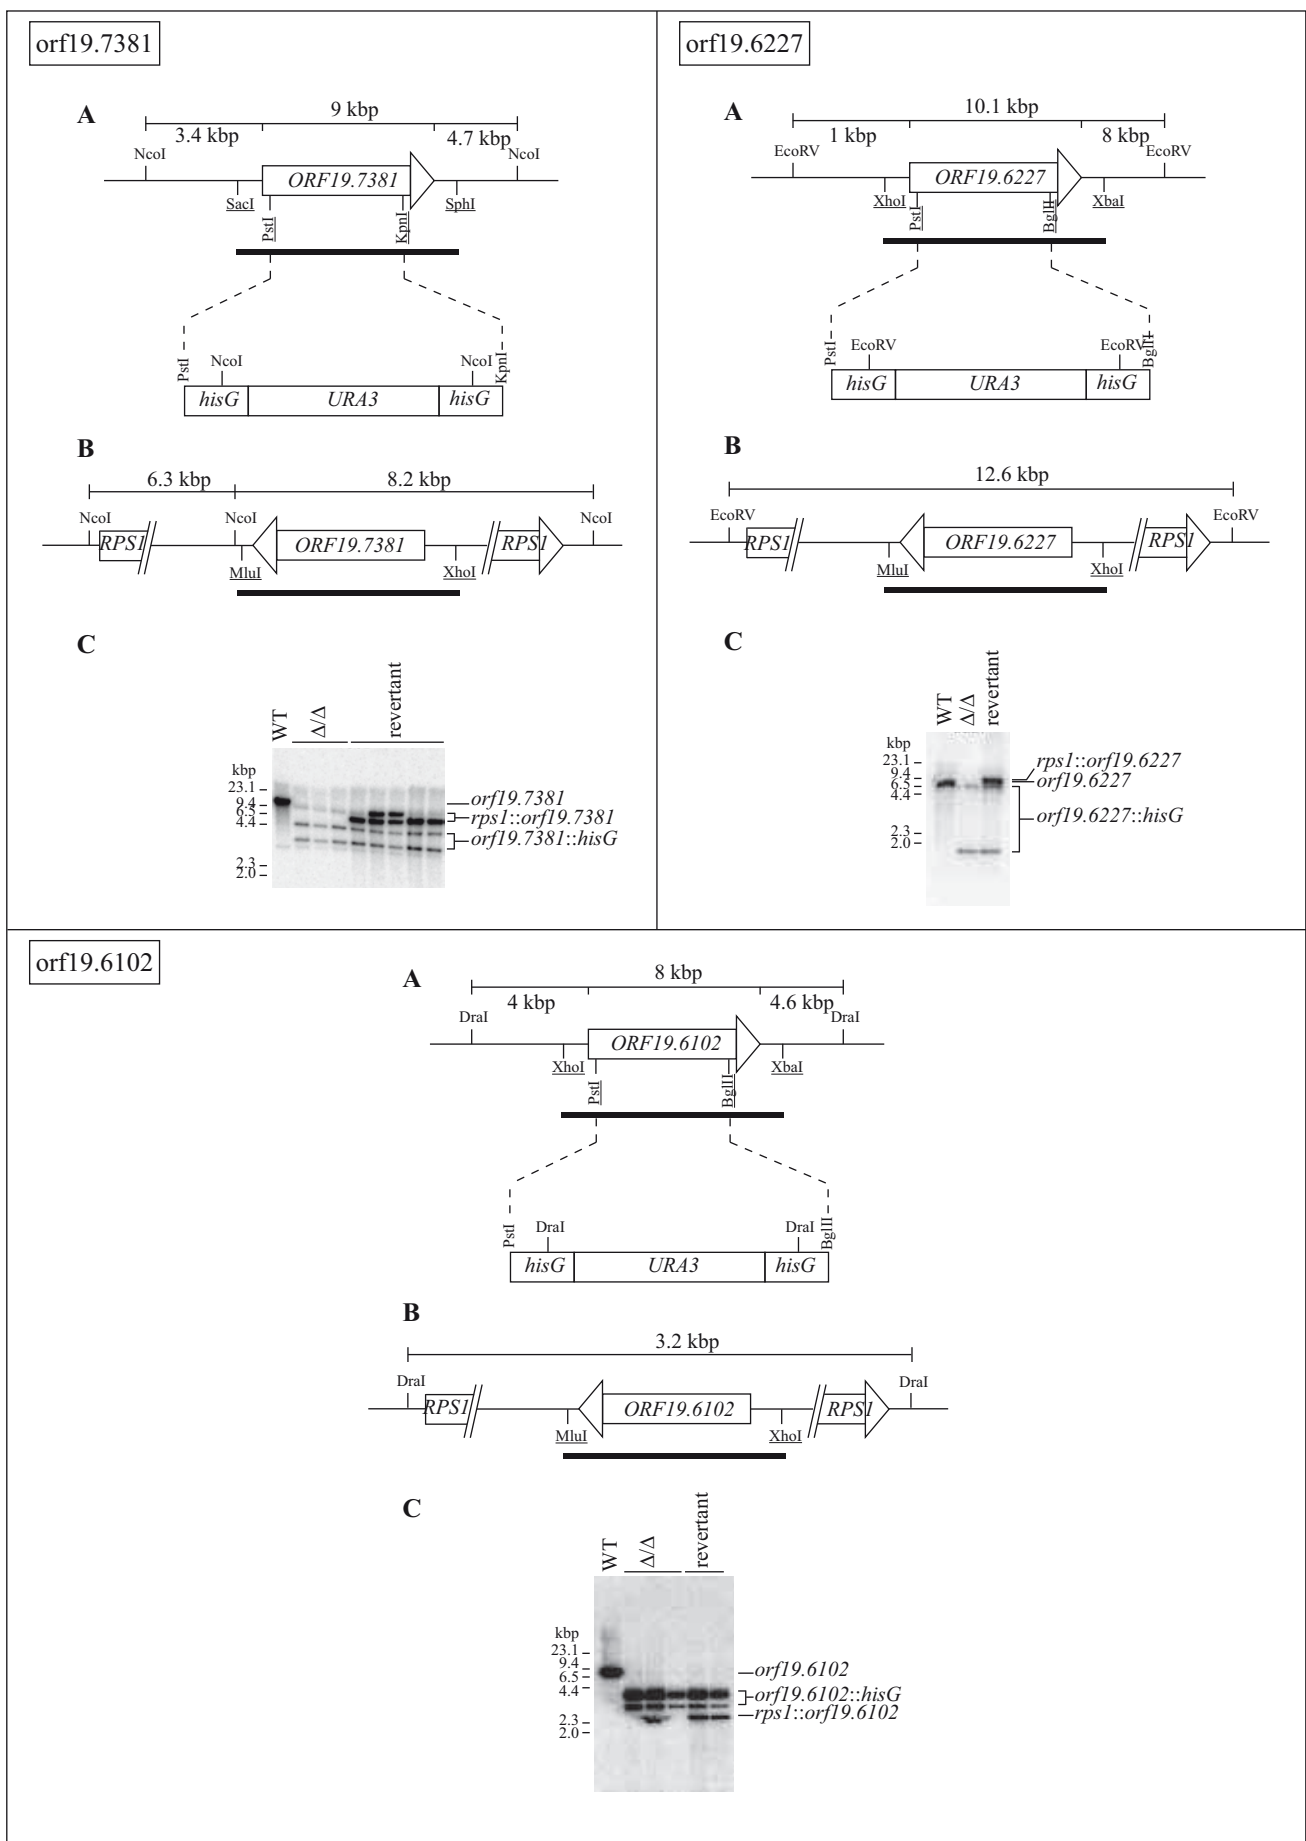 orf19.7381
A
9 kbp
3.4 kbp
4.7 kbp
NcoI
NcoI
ORF19.7381
SacI
SphI
PstI
KpnI
PstI
NcoI
NcoI
KpnI
hisG
URA3
hisG
B
6.3 kbp
8.2 kbp
NcoI
NcoI
NcoI
RPS1
ORF19.7381
RPS1
MluI
XhoI
C
WT
Δ/Δ
revertant
kbp
23.1
9.4
6.5
4.4
2.3
2.0
orf19.7381
rps1::orf19.7381
orf19.7381::hisG
orf19.6227
A
10.1 kbp
1 kbp
8 kbp
EcoRV
EcoRV
ORF19.6227
XhoI
XbaI
PstI
BglII
PstI
EcoRV
EcoRV
BglII
hisG
URA3
hisG
B
12.6 kbp
EcoRV
EcoRV
RPS1
ORF19.6227
RPS1
MluI
XhoI
C
WT
Δ/Δ
revertant
kbp
23.1
9.4
6.5
4.4
2.3
2.0
rps1::orf19.6227
orf19.6227
orf19.6227::hisG
orf19.6102
A
8 kbp
4 kbp
4.6 kbp
DraI
DraI
ORF19.6102
XhoI
XbaI
PstI
BglII
PstI
DraI
DraI
BglII
hisG
URA3
hisG
B
3.2 kbp
DraI
DraI
RPS1
ORF19.6102
RPS1
MluI
XhoI
C
WT
Δ/Δ
revertant
kbp
23.1
9.4
6.5
4.4
2.3
2.0
orf19.6102
orf19.6102::hisG
rps1::orf19.6102